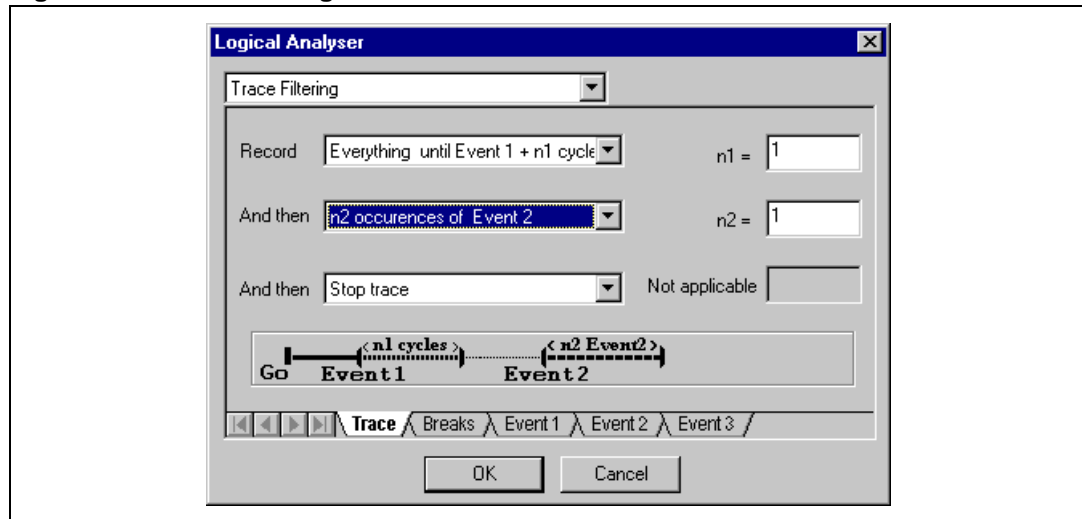 Logical Analyser
Trace Filtering
Record Everything until Event 1 + n1 cycle n1 = 1
And then n2 occurences of Event 2 n2 = 1
And then Stop trace Not applicable
< n1 cycles > < n2 Event2 >
Go Event1 Event2
Trace Breaks Event 1 Event 2 Event 3
OK Cancel